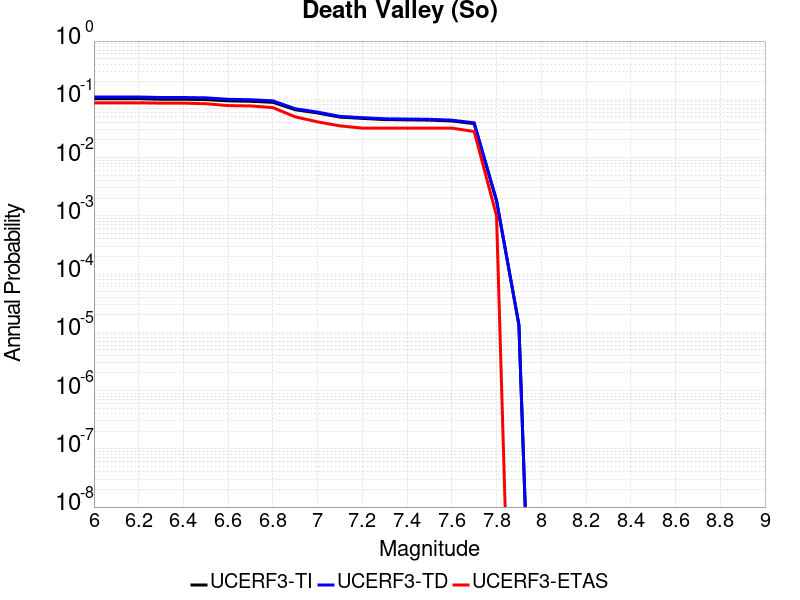 Death Valley (So)
10^0
10^-1
10^-2
10^-3
10^-4
10^-5
10^-6
10^-7
10^-8
Annual Probability
6 6.2 6.4 6.6 6.8 7 7.2 7.4 7.6 7.8 8 8.2 8.4 8.6 8.8 9
Magnitude
UCERF3-TI UCERF3-TD UCERF3-ETAS